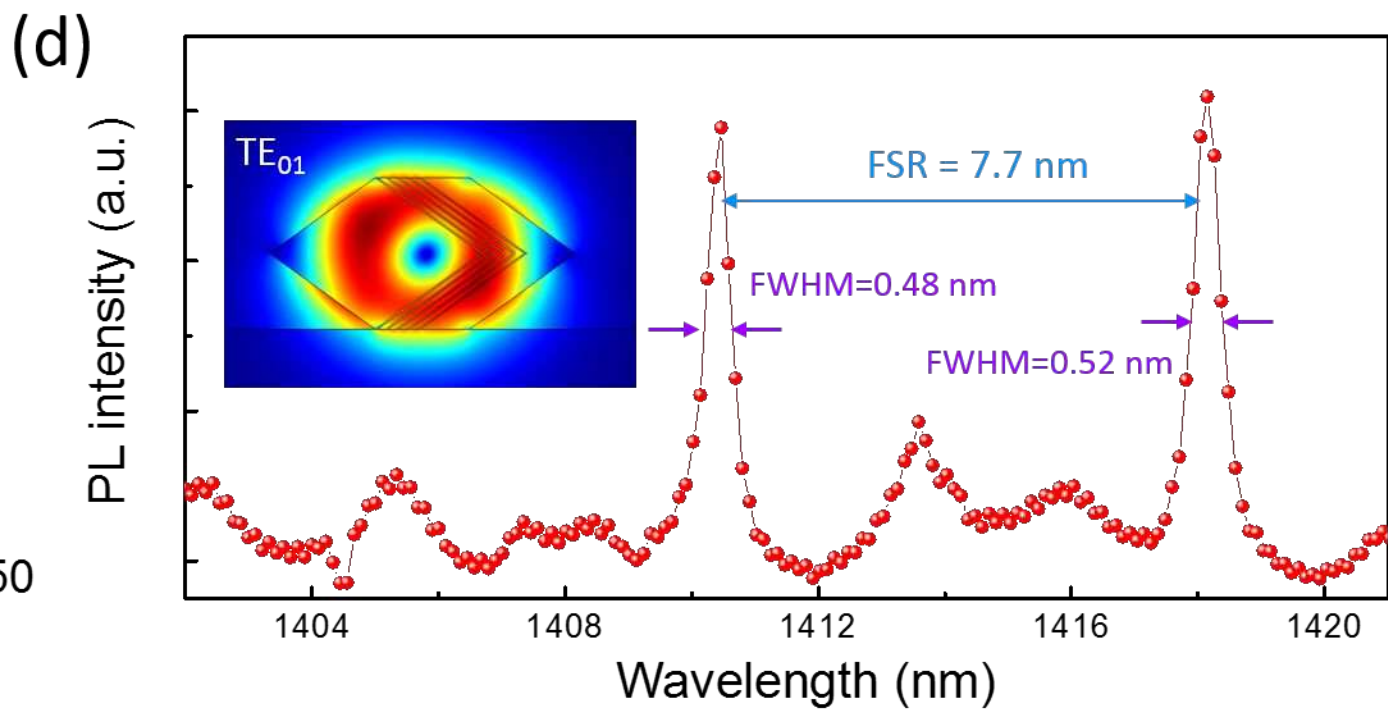 (d)
PL intensity (a.u.)
TE01
FSR = 7.7 nm
FWHM=0.48 nm
FWHM=0.52 nm
50
1404 1408 1412 1416 1420
Wavelength (nm)